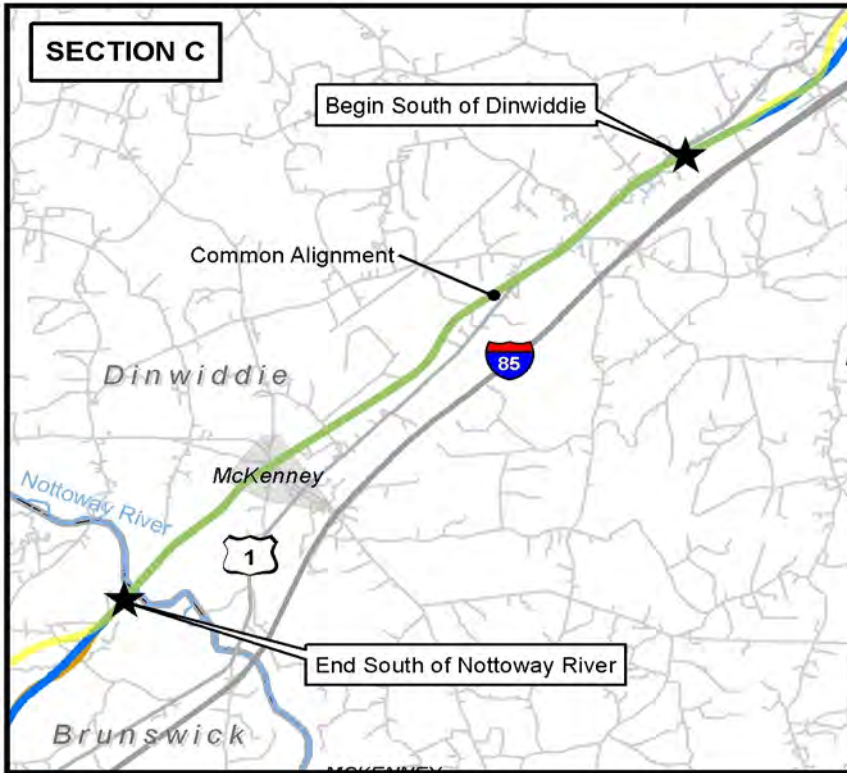 SECTION C
Begin South of Dinwiddie
Common Alignment
85
Dinwiddie
McKenney
Nottoway River
1
End South of Nottoway River
Brunswick
MCKENNEY